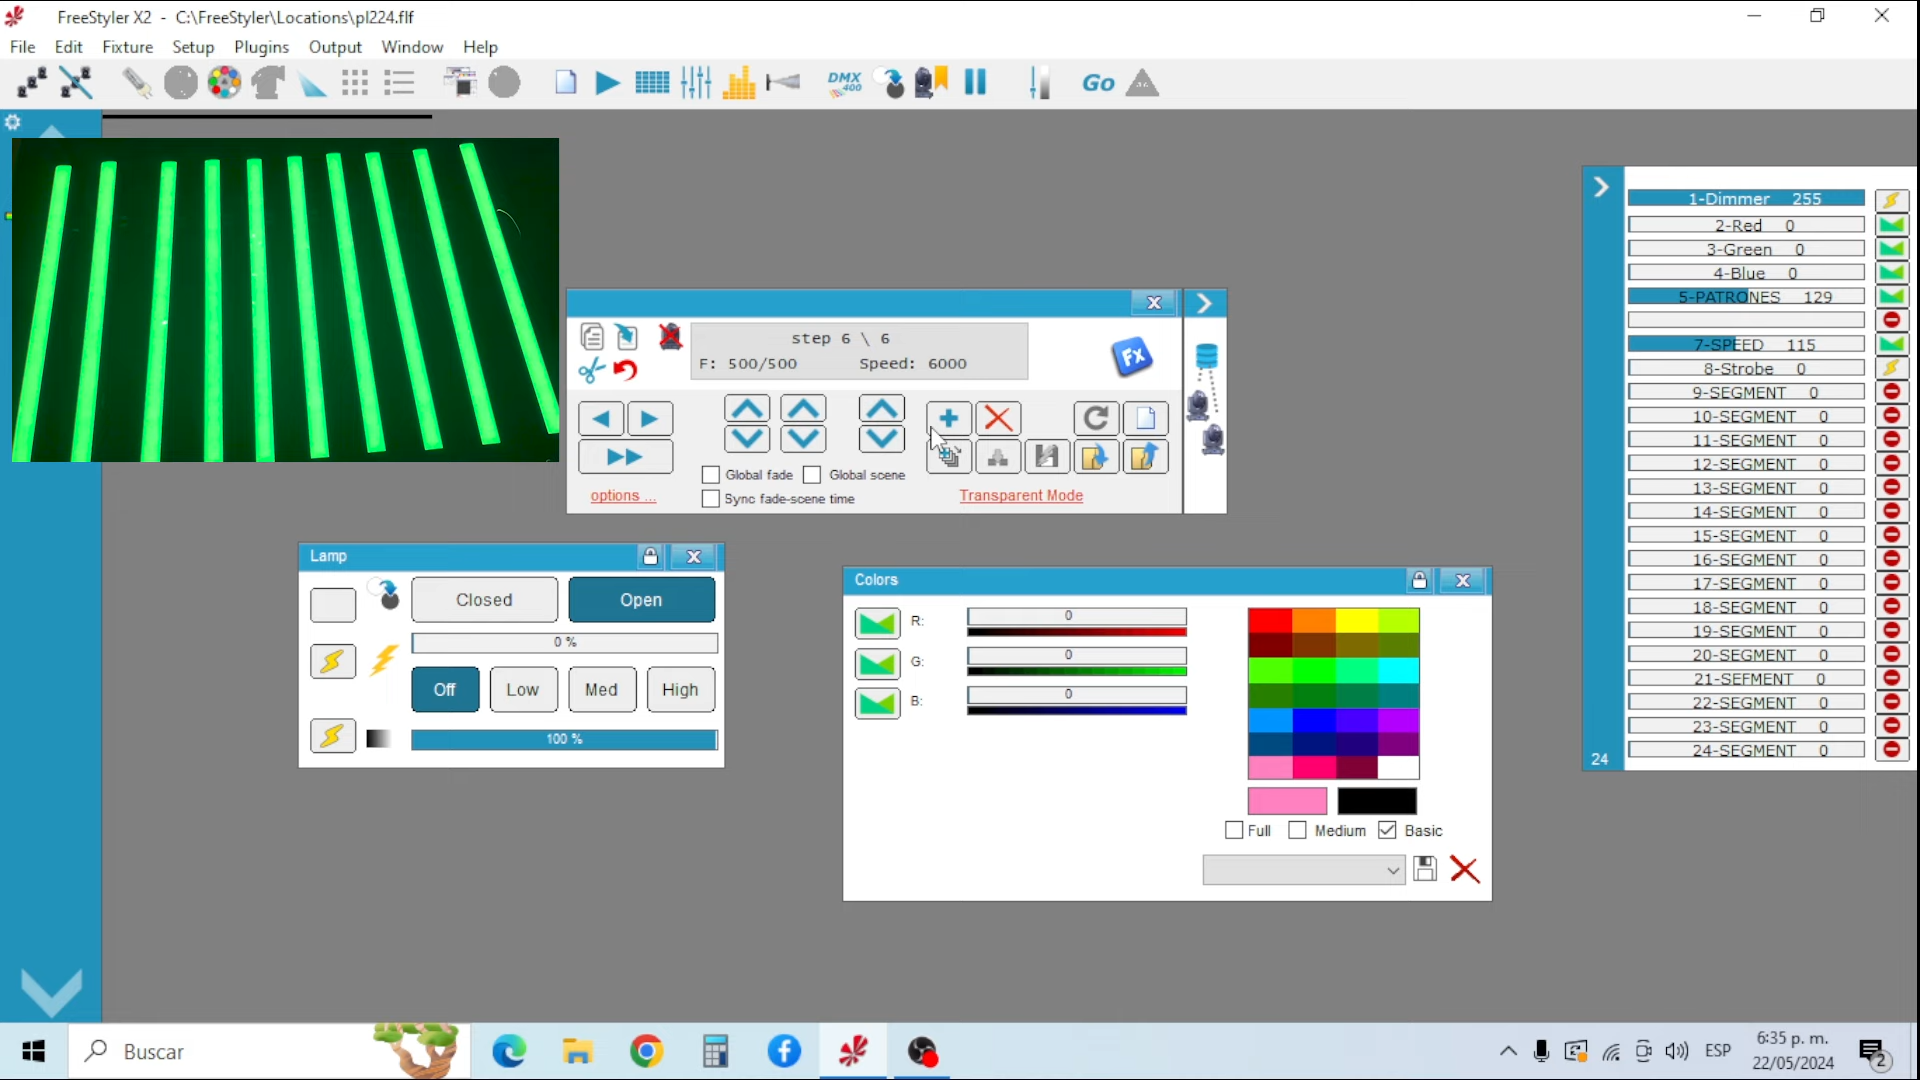 FreeStyler X2 - C:\FreeStyler\Locations\pl224.flf
File Edit Fixture Setup Plugins Output Window Help
DMX 400 Go
step 6 \ 6
F: 500/500 Speed: 6000
Fx
Global fade Global scene
options ... Sync fade-scene time Transparent Mode
Lamp
Closed Open
0 %
Off Low Med High
100 %
Colors
R: 0
G: 0
B: 0
Full Medium Basic
1-Dimmer 255
2-Red 0
3-Green 0
4-Blue 0
5-PATRONES 129
7-SPEED 115
8-Strobe 0
9-SEGMENT 0
10-SEGMENT 0
11-SEGMENT 0
12-SEGMENT 0
13-SEGMENT 0
14-SEGMENT 0
15-SEGMENT 0
16-SEGMENT 0
17-SEGMENT 0
18-SEGMENT 0
19-SEGMENT 0
20-SEGMENT 0
21-SEFMENT 0
22-SEGMENT 0
23-SEGMENT 0
24-SEGMENT 0
24
Buscar
ESP
6:35 p. m.
22/05/2024
2